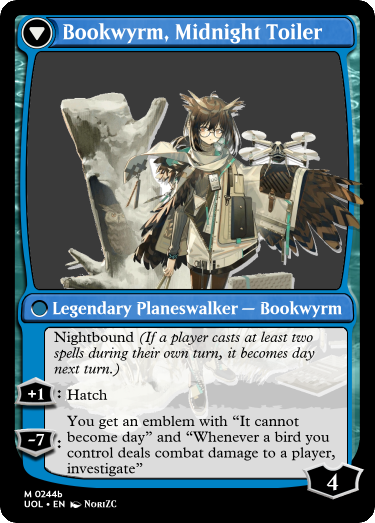 Bookwyrm, Midnight Toiler
Legendary Planeswalker — Bookwyrm
Nightbound (If a player casts at least two
spells during their own turn, it becomes day
next turn.)
+1 : Hatch
-7 : You get an emblem with “It cannot
become day” and “Whenever a bird you
control deals combat damage to a player,
investigate”
4
M 0244b
UOL • EN NoriZC